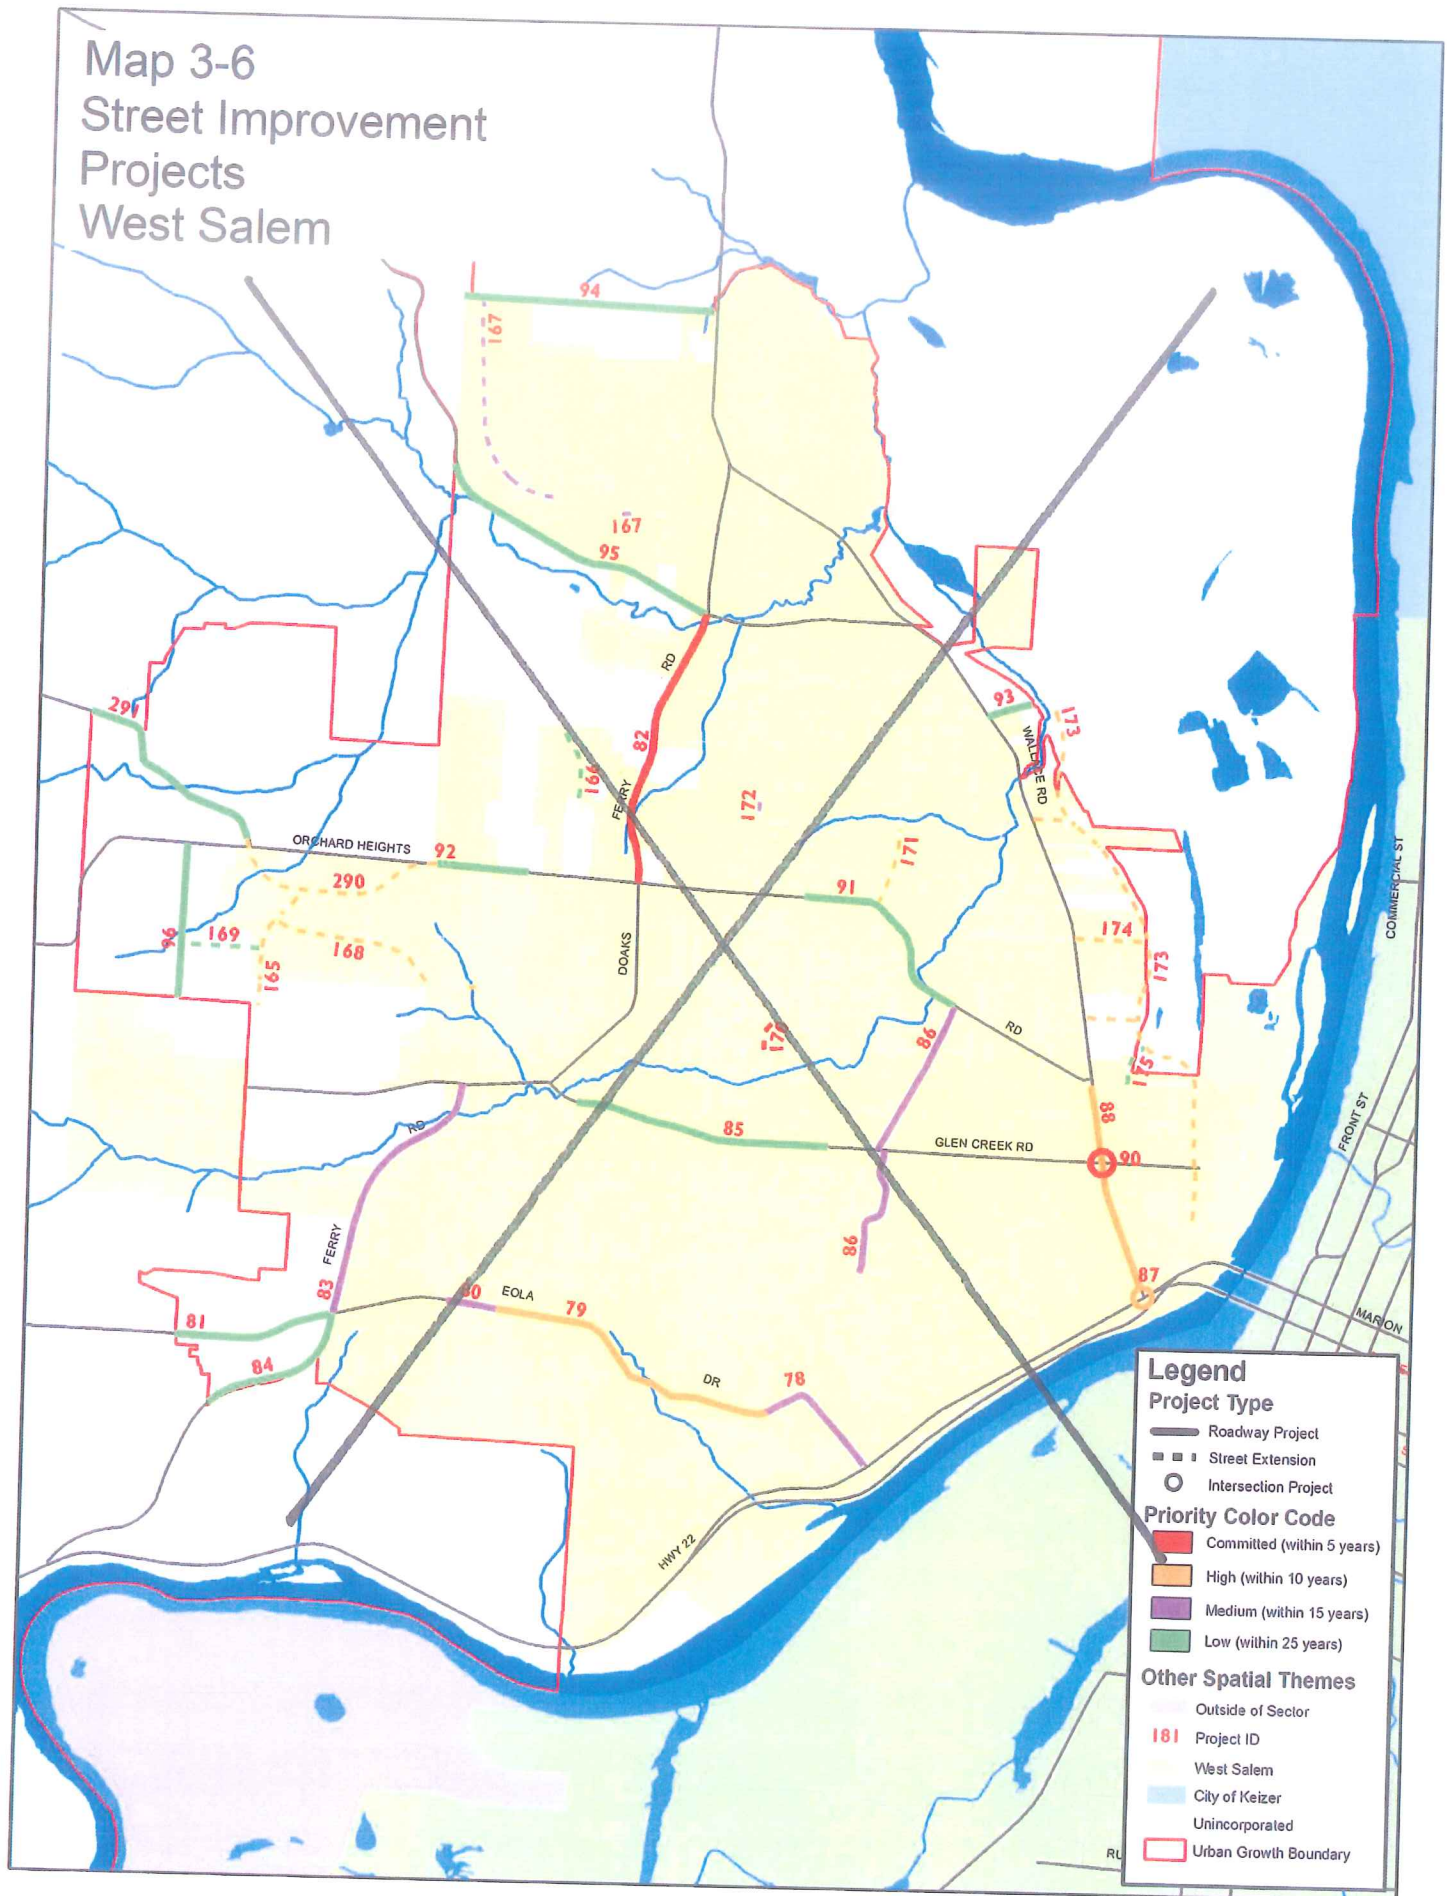 Map 3-6
Street Improvement
Projects
West Salem
94
167
167
95
RD
82
FERRY
166
172
93
173
WALLACE RD
291
ORCHARD HEIGHTS
92
290
91
171
96
169
168
165
DOAKS
174
173
COMMERCIAL ST
170
86
RD
175
88
RD
85
GLEN CREEK RD
90
FRONT ST
FERRY
83
86
87
80
EOLA
79
81
84
DR
78
MARION
HWY 22
RU
Legend
Project Type
Roadway Project
Street Extension
Intersection Project
Priority Color Code
Committed (within 5 years)
High (within 10 years)
Medium (within 15 years)
Low (within 25 years)
Other Spatial Themes
Outside of Sector
181 Project ID
West Salem
City of Keizer
Unincorporated
Urban Growth Boundary